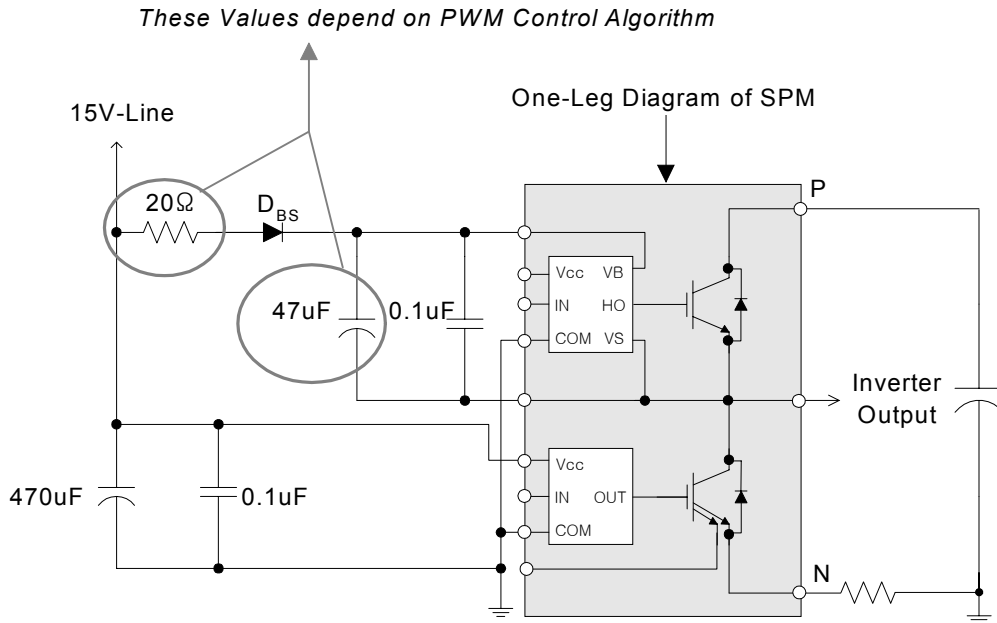 These Values depend on PWM Control Algorithm
One-Leg Diagram of SPM
15V-Line
P
20Ω
DBS
Vcc
VB
47uF
0.1uF
IN
HO
COM
VS
Inverter
Output
Vcc
470uF
0.1uF
IN
OUT
COM
N